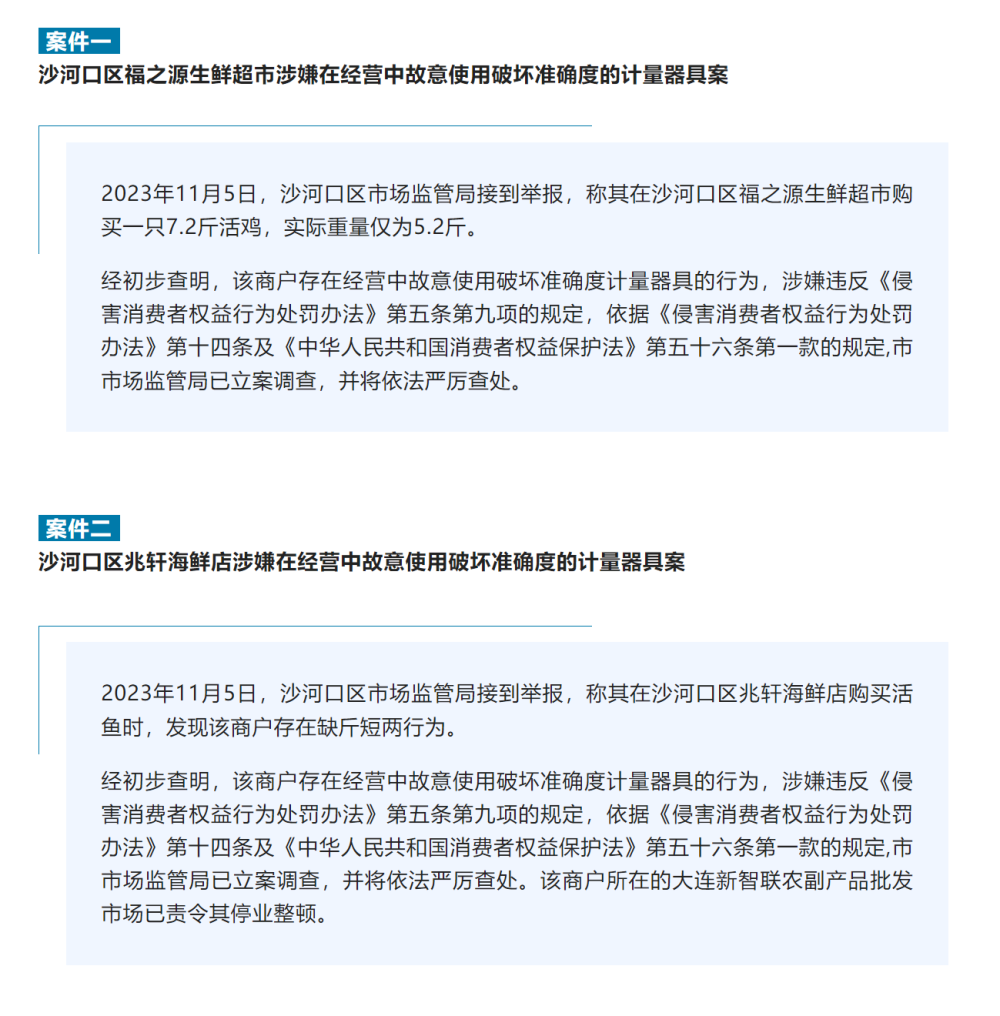 案件一
沙河口区福之源生鲜超市涉嫌在经营中故意使用破坏准确度的计量器具案
2023年11月5日，沙河口区市场监管局接到举报，称其在沙河口区福之源生鲜超市购
买一只7.2斤活鸡，实际重量仅为5.2斤。
经初步查明，该商户存在经营中故意使用破坏准确度计量器具的行为，涉嫌违反《侵
害消费者权益行为处罚办法》第五条第九项的规定，依据《侵害消费者权益行为处罚
办法》第十四条及《中华人民共和国消费者权益保护法》第五十六条第一款的规定,市
市场监管局已立案调查，并将依法严厉查处。
案件二
沙河口区兆轩海鲜店涉嫌在经营中故意使用破坏准确度的计量器具案
2023年11月5日，沙河口区市场监管局接到举报，称其在沙河口区兆轩海鲜店购买活
鱼时，发现该商户存在缺斤短两行为。
经初步查明，该商户存在经营中故意使用破坏准确度计量器具的行为，涉嫌违反《侵
害消费者权益行为处罚办法》第五条第九项的规定，依据《侵害消费者权益行为处罚
办法》第十四条及《中华人民共和国消费者权益保护法》第五十六条第一款的规定,市
市场监管局已立案调查，并将依法严厉查处。该商户所在的大连新智联农副产品批发
市场已责令其停业整顿。